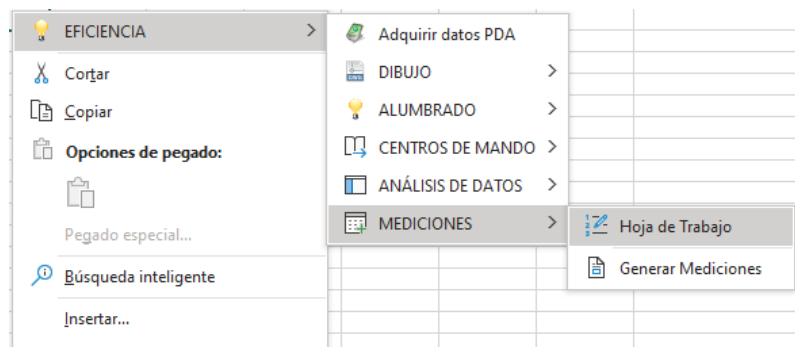 EFICIENCIA
Cortar
Copiar
Opciones de pegado:
Pegado especial...
Búsqueda inteligente
Insertar...
Adquirir datos PDA
DIBUJO
ALUMBRADO
CENTROS DE MANDO
ANÁLISIS DE DATOS
MEDICIONES
Hoja de Trabajo
Generar Mediciones